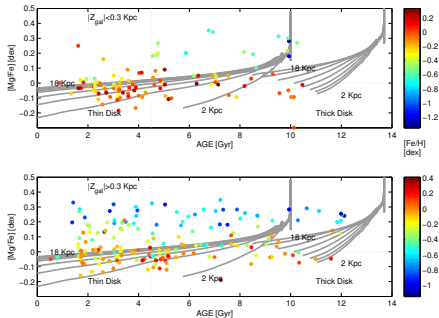 0.5
0.4
0.3
0.2
0.1
0
−0.1
−0.2
[Mg/Fe] [dex]
|Z_gal|<0.3 Kpc
18 Kpc
18 Kpc
2 Kpc
Thin Disk
Thick Disk
0 2 4 6 8 10 12 14
AGE [Gyr]
0.2
0
−0.2
−0.4
−0.6
−0.8
−1
−1.2
[Fe/H]
[dex]
0.5
0.4
0.3
0.2
0.1
0
−0.1
−0.2
[Mg/Fe] [dex]
|Z_gal|>0.3 Kpc
18 Kpc
18 Kpc
2 Kpc
Thin Disk
Thick Disk
0 2 4 6 8 10 12 14
AGE [Gyr]
0.4
0.2
0
−0.2
−0.4
−0.6
−0.8
−1